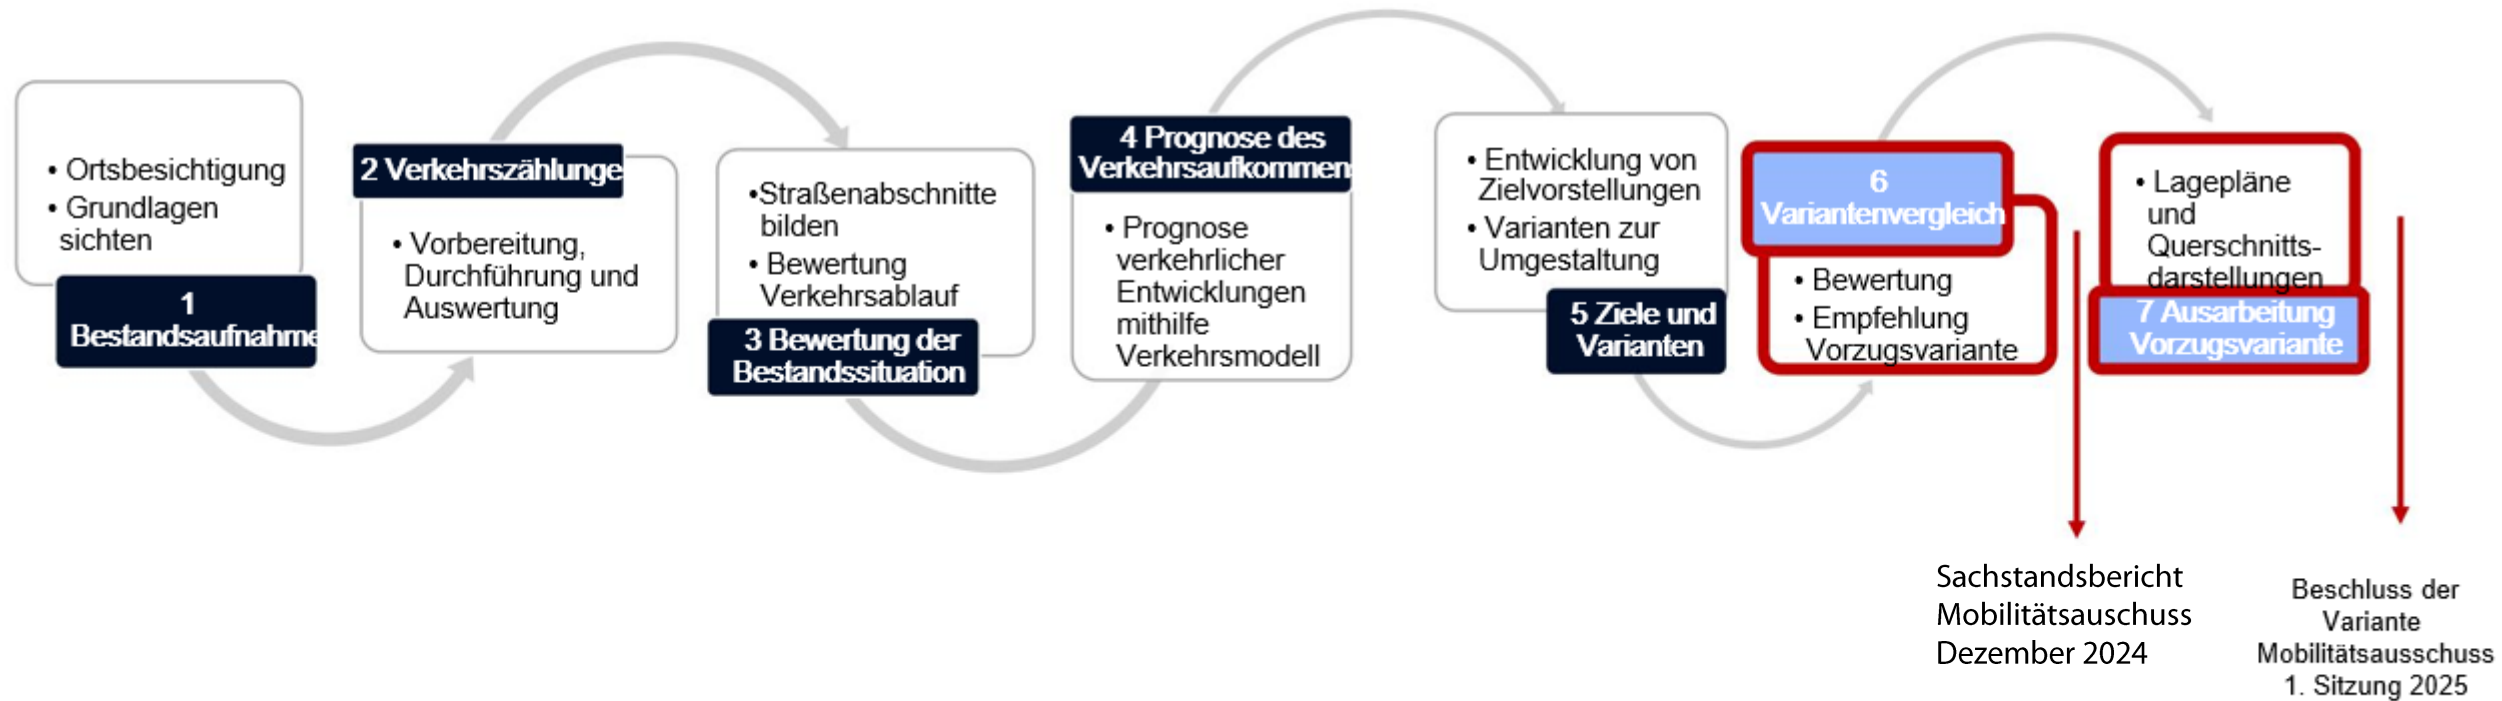 • Ortsbesichtigung
• Grundlagen
sichten
1
Bestandsaufnahme
2 Verkehrszählunge
• Vorbereitung,
Durchführung und
Auswertung
•Straßenabschnitte
bilden
• Bewertung
Verkehrsablauf
3 Bewertung der
Bestandssituation
4 Prognose des
Verkehrsaufkommen
• Prognose
verkehrlicher
Entwicklungen
mithilfe
Verkehrsmodell
• Entwicklung von
Zielvorstellungen
• Varianten zur
Umgestaltung
5 Ziele und
Varianten
6
Variantenvergleich
• Bewertung
• Empfehlung
Vorzugsvariante
• Lagepläne
und
Querschnitts-
darstellungen
7 Ausarbeitung
Vorzugsvariante
Sachstandsbericht
Mobilitätsauschuss
Dezember 2024
Beschluss der
Variante
Mobilitätsausschuss
1. Sitzung 2025